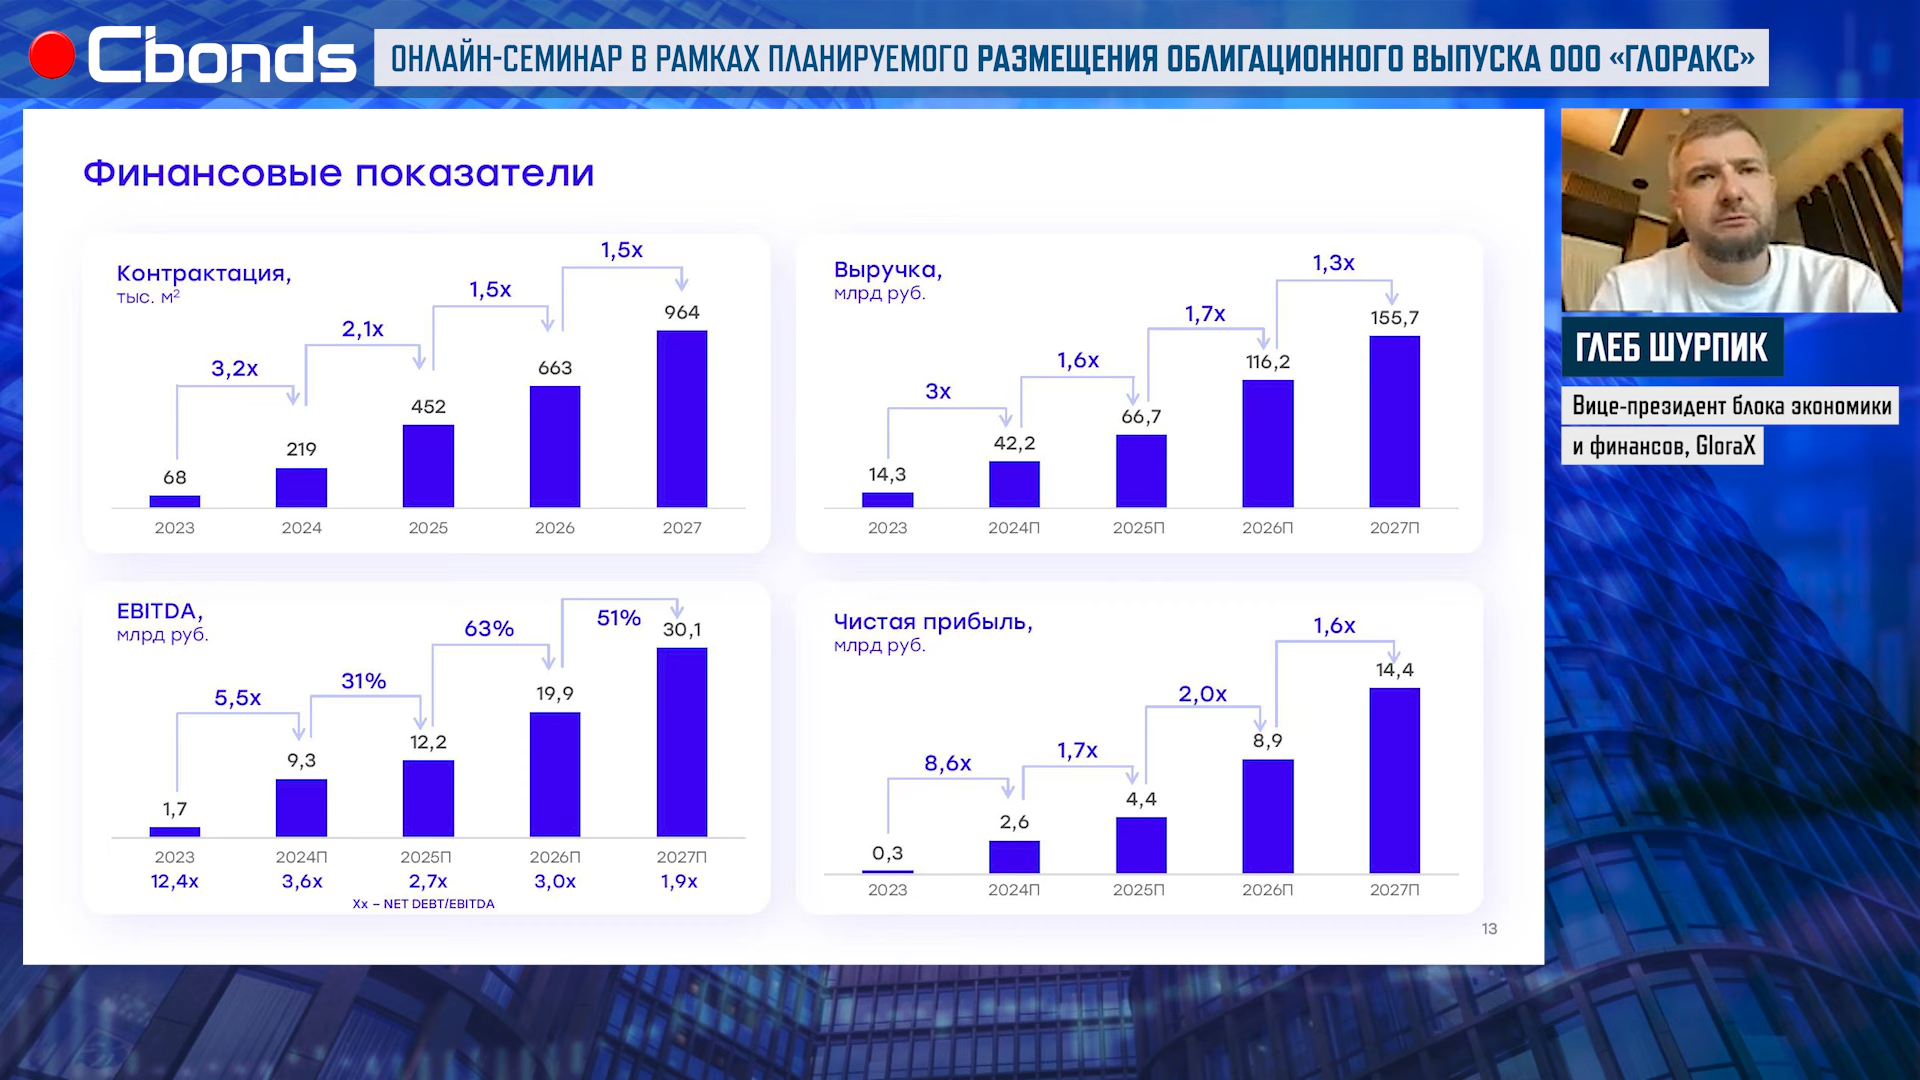 Cbonds
ОНЛАЙН-СЕМИНАР В РАМКАХ ПЛАНИРУЕМОГО РАЗМЕЩЕНИЯ ОБЛИГАЦИОННОГО ВЫПУСКА ООО «ГЛОРАКС»
Финансовые показатели
Контрактация,
тыс. м²
3,2x
2,1x
1,5x
1,5x
68
219
452
663
964
2023
2024
2025
2026
2027
Выручка,
млрд руб.
3x
1,6x
1,7x
1,3x
14,3
42,2
66,7
116,2
155,7
2023
2024П
2025П
2026П
2027П
EBITDA,
млрд руб.
5,5x
31%
63%
51%
1,7
9,3
12,2
19,9
30,1
2023
2024П
2025П
2026П
2027П
12,4x
3,6x
2,7x
3,0x
1,9x
Xx – NET DEBT/EBITDA
Чистая прибыль,
млрд руб.
8,6x
1,7x
2,0x
1,6x
0,3
2,6
4,4
8,9
14,4
2023
2024П
2025П
2026П
2027П
13
ГЛЕБ ШУРПИК
Вице-президент блока экономики
и финансов, GloraX